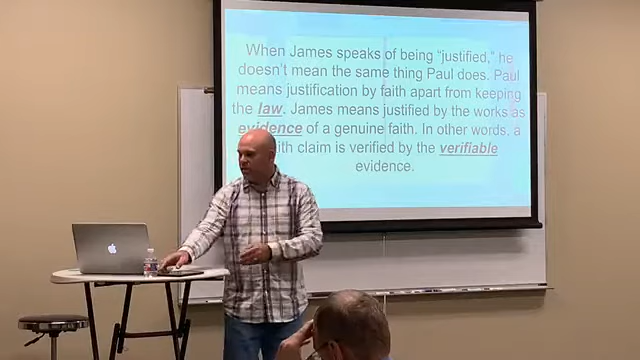 When James speaks of being "justified," he
doesn't mean the same thing Paul does. Paul
means justification by faith apart from keeping
the law. James means justified by the works as
evidence of a genuine faith. In other words, a
ith claim is verified by the verifiable
evidence.